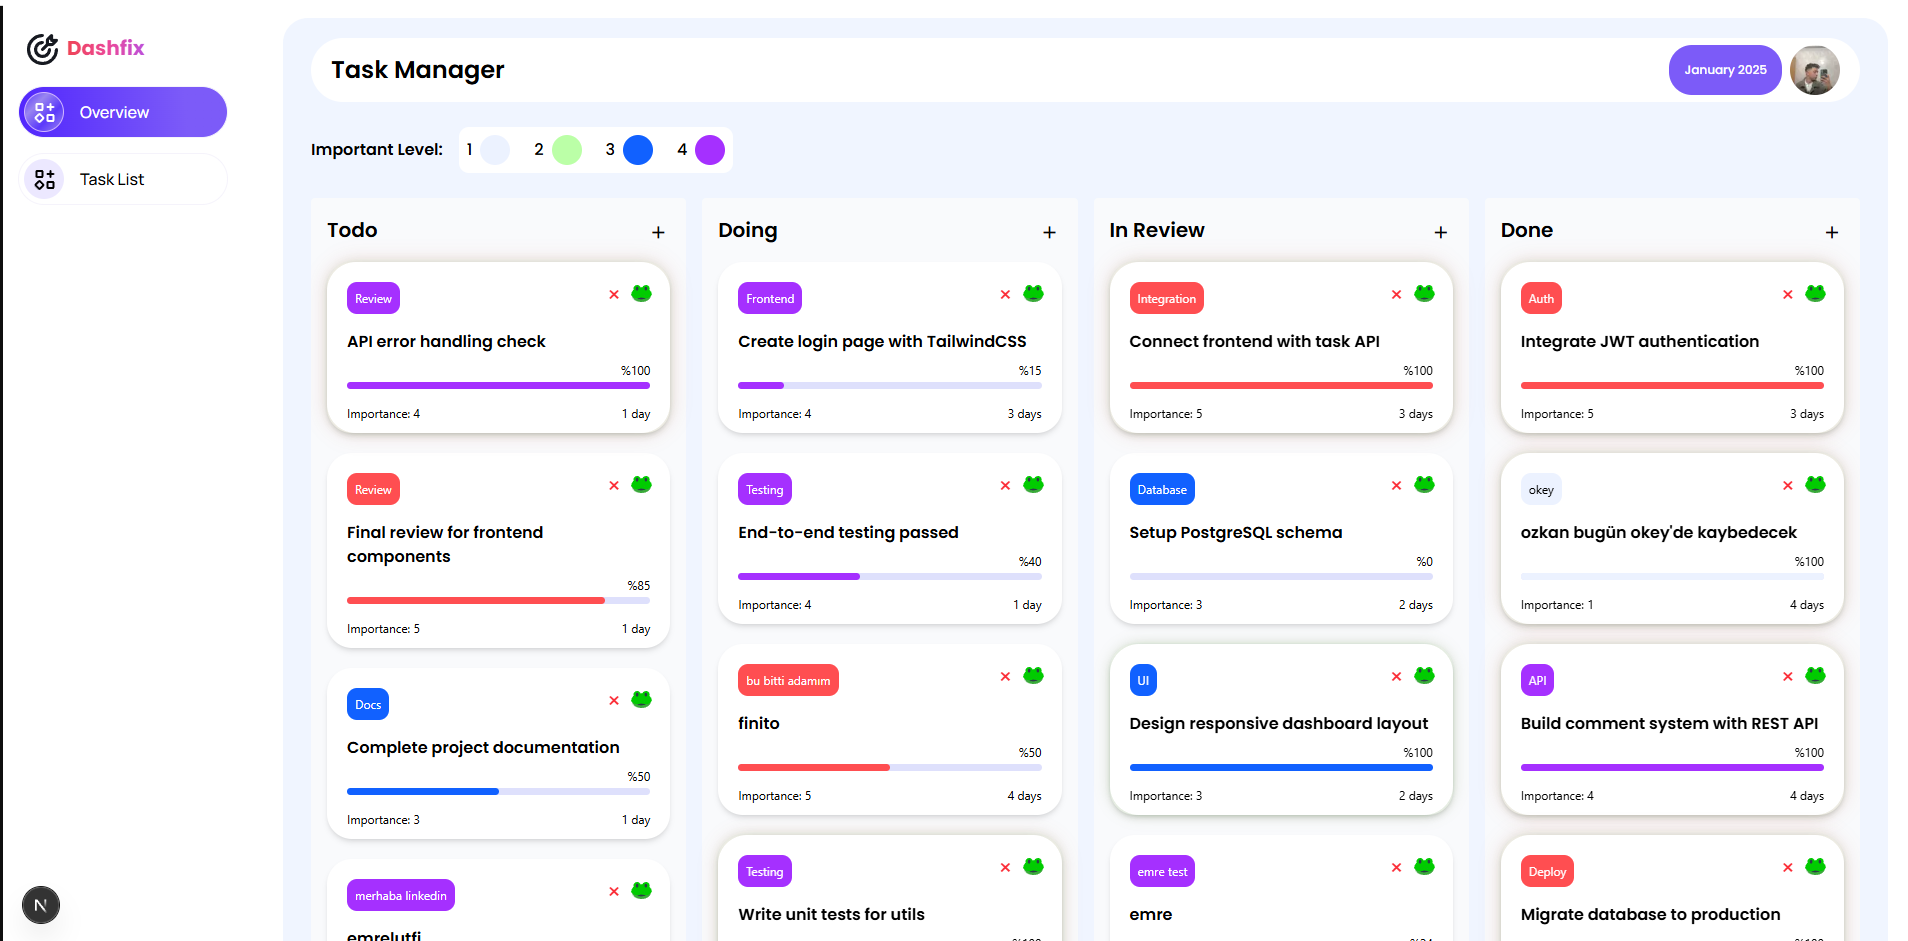 Dashfix
Overview
Task List
Task Manager
January 2025
Important Level: 1 2 3 4
Todo +
Review
API error handling check
%100
Importance: 4 1 day
Review
Final review for frontend
components
%85
Importance: 5 1 day
Docs
Complete project documentation
%50
Importance: 3 1 day
merhaba linkedin
emrelutfi
Doing +
Frontend
Create login page with TailwindCSS
%15
Importance: 4 3 days
Testing
End-to-end testing passed
%40
Importance: 4 1 day
bu bitti adamım
finito
%50
Importance: 5 4 days
Testing
Write unit tests for utils
%100
In Review +
Integration
Connect frontend with task API
%100
Importance: 5 3 days
Database
Setup PostgreSQL schema
%0
Importance: 3 2 days
UI
Design responsive dashboard layout
%100
Importance: 3 2 days
emre test
emre
Done +
Auth
Integrate JWT authentication
%100
Importance: 5 3 days
okey
ozkan bugün okey'de kaybedecek
%100
Importance: 1 4 days
API
Build comment system with REST API
%100
Importance: 4 4 days
Deploy
Migrate database to production
%100
N